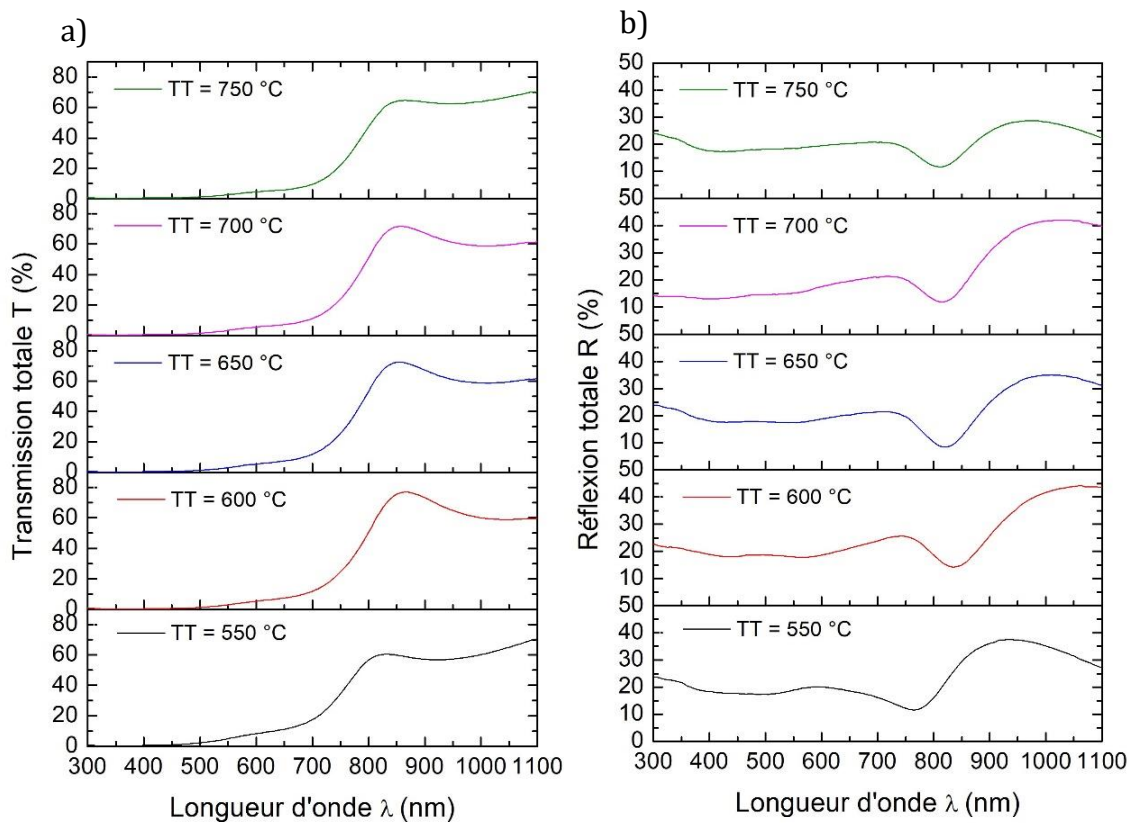 a)
Transmission totale T (%)
80
60
40
20
0
TT = 750 °C
80
60
40
20
0
TT = 700 °C
80
60
40
20
0
TT = 650 °C
80
60
40
20
0
TT = 600 °C
80
60
40
20
0
TT = 550 °C
300 400 500 600 700 800 900 1000 1100
Longueur d'onde λ (nm)
b)
Réflexion totale R (%)
50
40
30
20
10
TT = 750 °C
50
40
30
20
10
TT = 700 °C
50
40
30
20
10
TT = 650 °C
50
40
30
20
10
TT = 600 °C
50
40
30
20
10
0
TT = 550 °C
300 400 500 600 700 800 900 1000 1100
Longueur d'onde λ (nm)